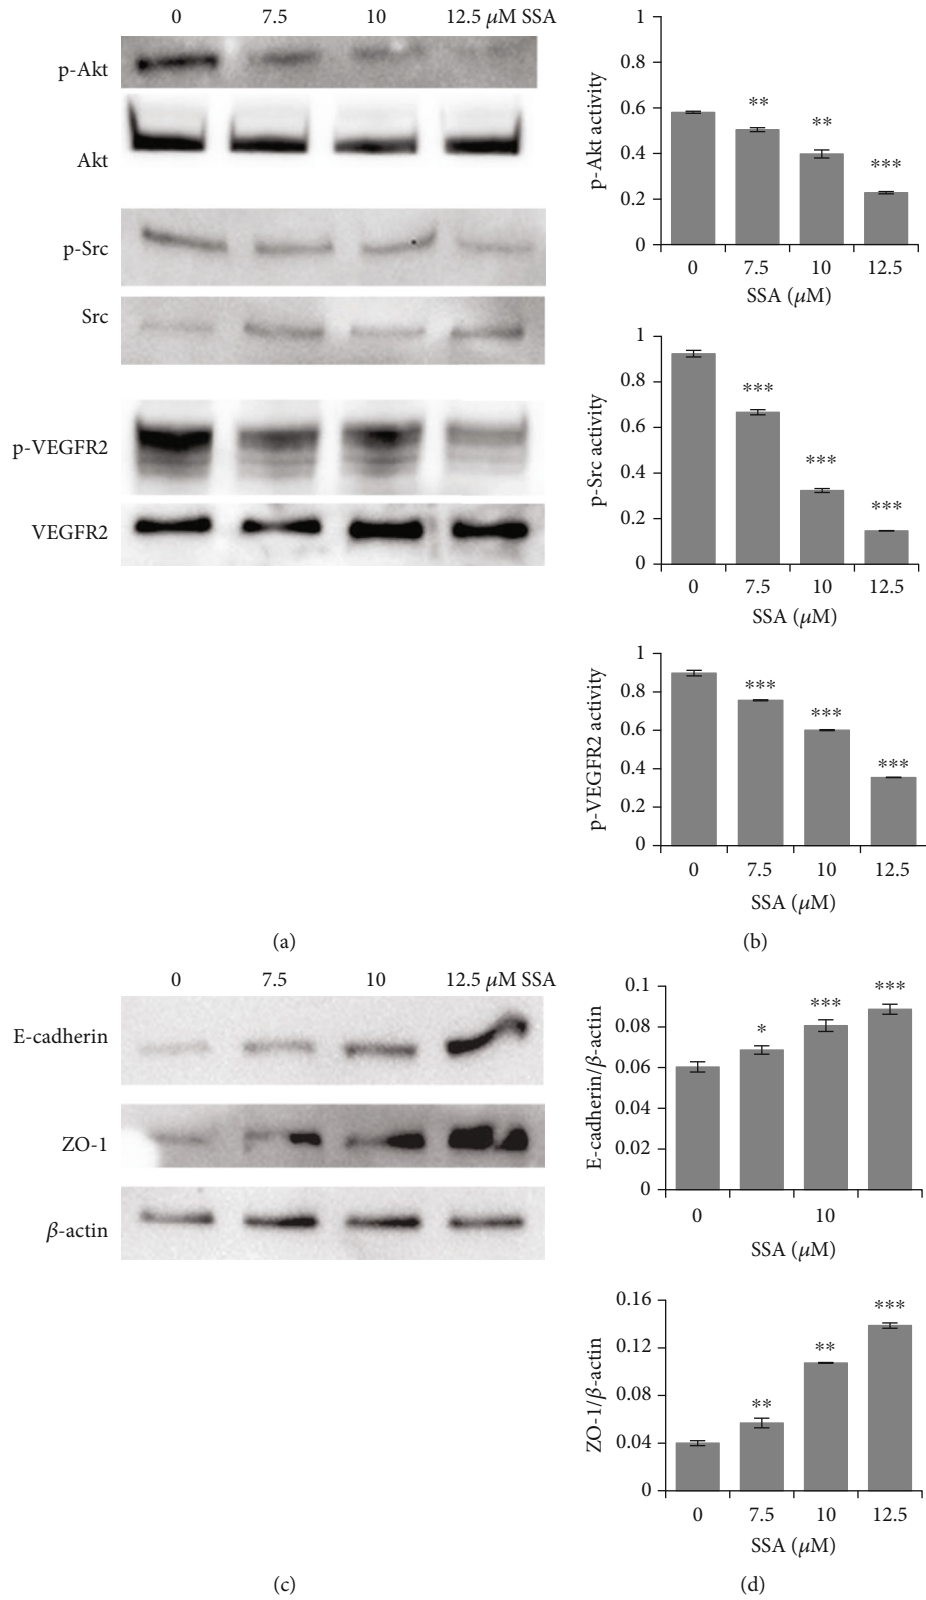 0 7.5 10 12.5 μM SSA
p-Akt
Akt
p-Src
Src
p-VEGFR2
VEGFR2
(a)
p-Akt activity
1
0.8
0.6
0.4
0.2
0
**
**
***
0 7.5 10 12.5
SSA (μM)
p-Src activity
1
0.8
0.6
0.4
0.2
0
***
***
***
0 7.5 10 12.5
SSA (μM)
p-VEGFR2 activity
1
0.8
0.6
0.4
0.2
0
***
***
***
0 7.5 10 12.5
SSA (μM)
(b)
0 7.5 10 12.5 μM SSA
E-cadherin
ZO-1
β-actin
(c)
E-cadherin/β-actin
0.1
0.08
0.06
0.04
0.02
0
*
***
***
0 10
SSA (μM)
ZO-1/β-actin
0.16
0.12
0.08
0.04
0
**
**
***
0 7.5 10 12.5
SSA (μM)
(d)